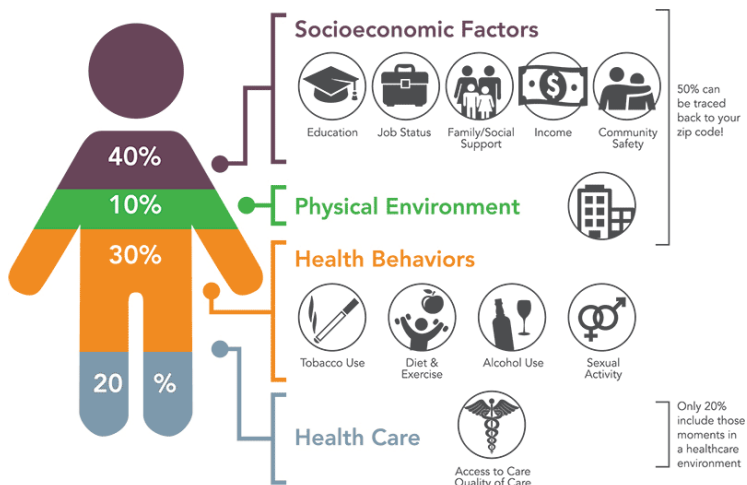 Socioeconomic Factors
Education
Job Status
Family/Social
Support
Income
Community
Safety
50% can
be traced
back to your
zip code!
40%
10%
Physical Environment
30%
Health Behaviors
Tobacco Use
Diet &
Exercise
Alcohol Use
Sexual
Activity
20 %
Health Care
Access to Care
Quality of Care
Only 20%
include those
moments in
a healthcare
environment